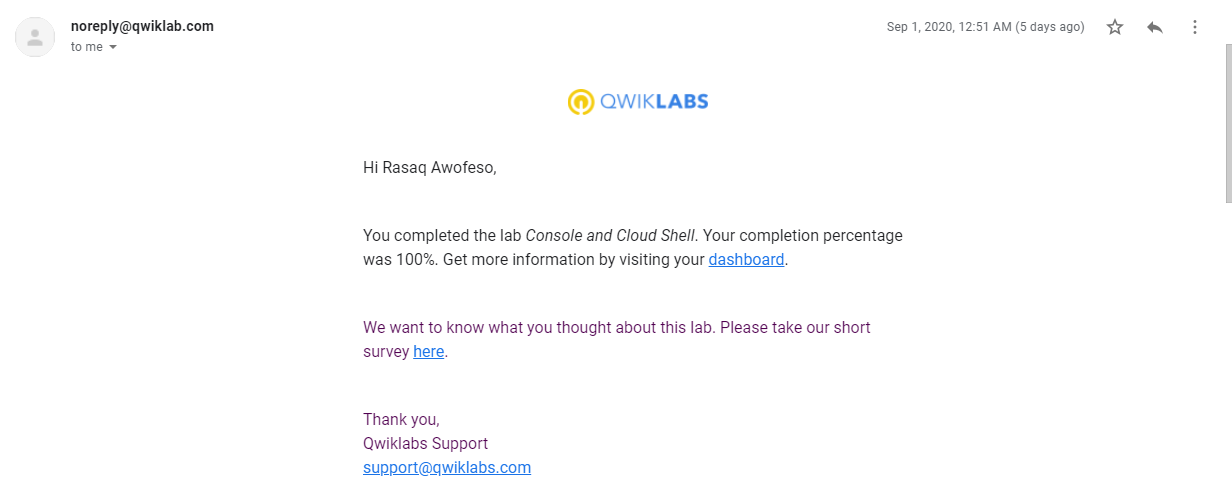 noreply@qwiklab.com
Sep 1, 2020, 12:51 AM (5 days ago)
to me
QWIKLABS
Hi Rasaq Awofeso,
You completed the lab Console and Cloud Shell. Your completion percentage
was 100%. Get more information by visiting your dashboard.
We want to know what you thought about this lab. Please take our short
survey here.
Thank you,
Qwiklabs Support
support@qwiklabs.com